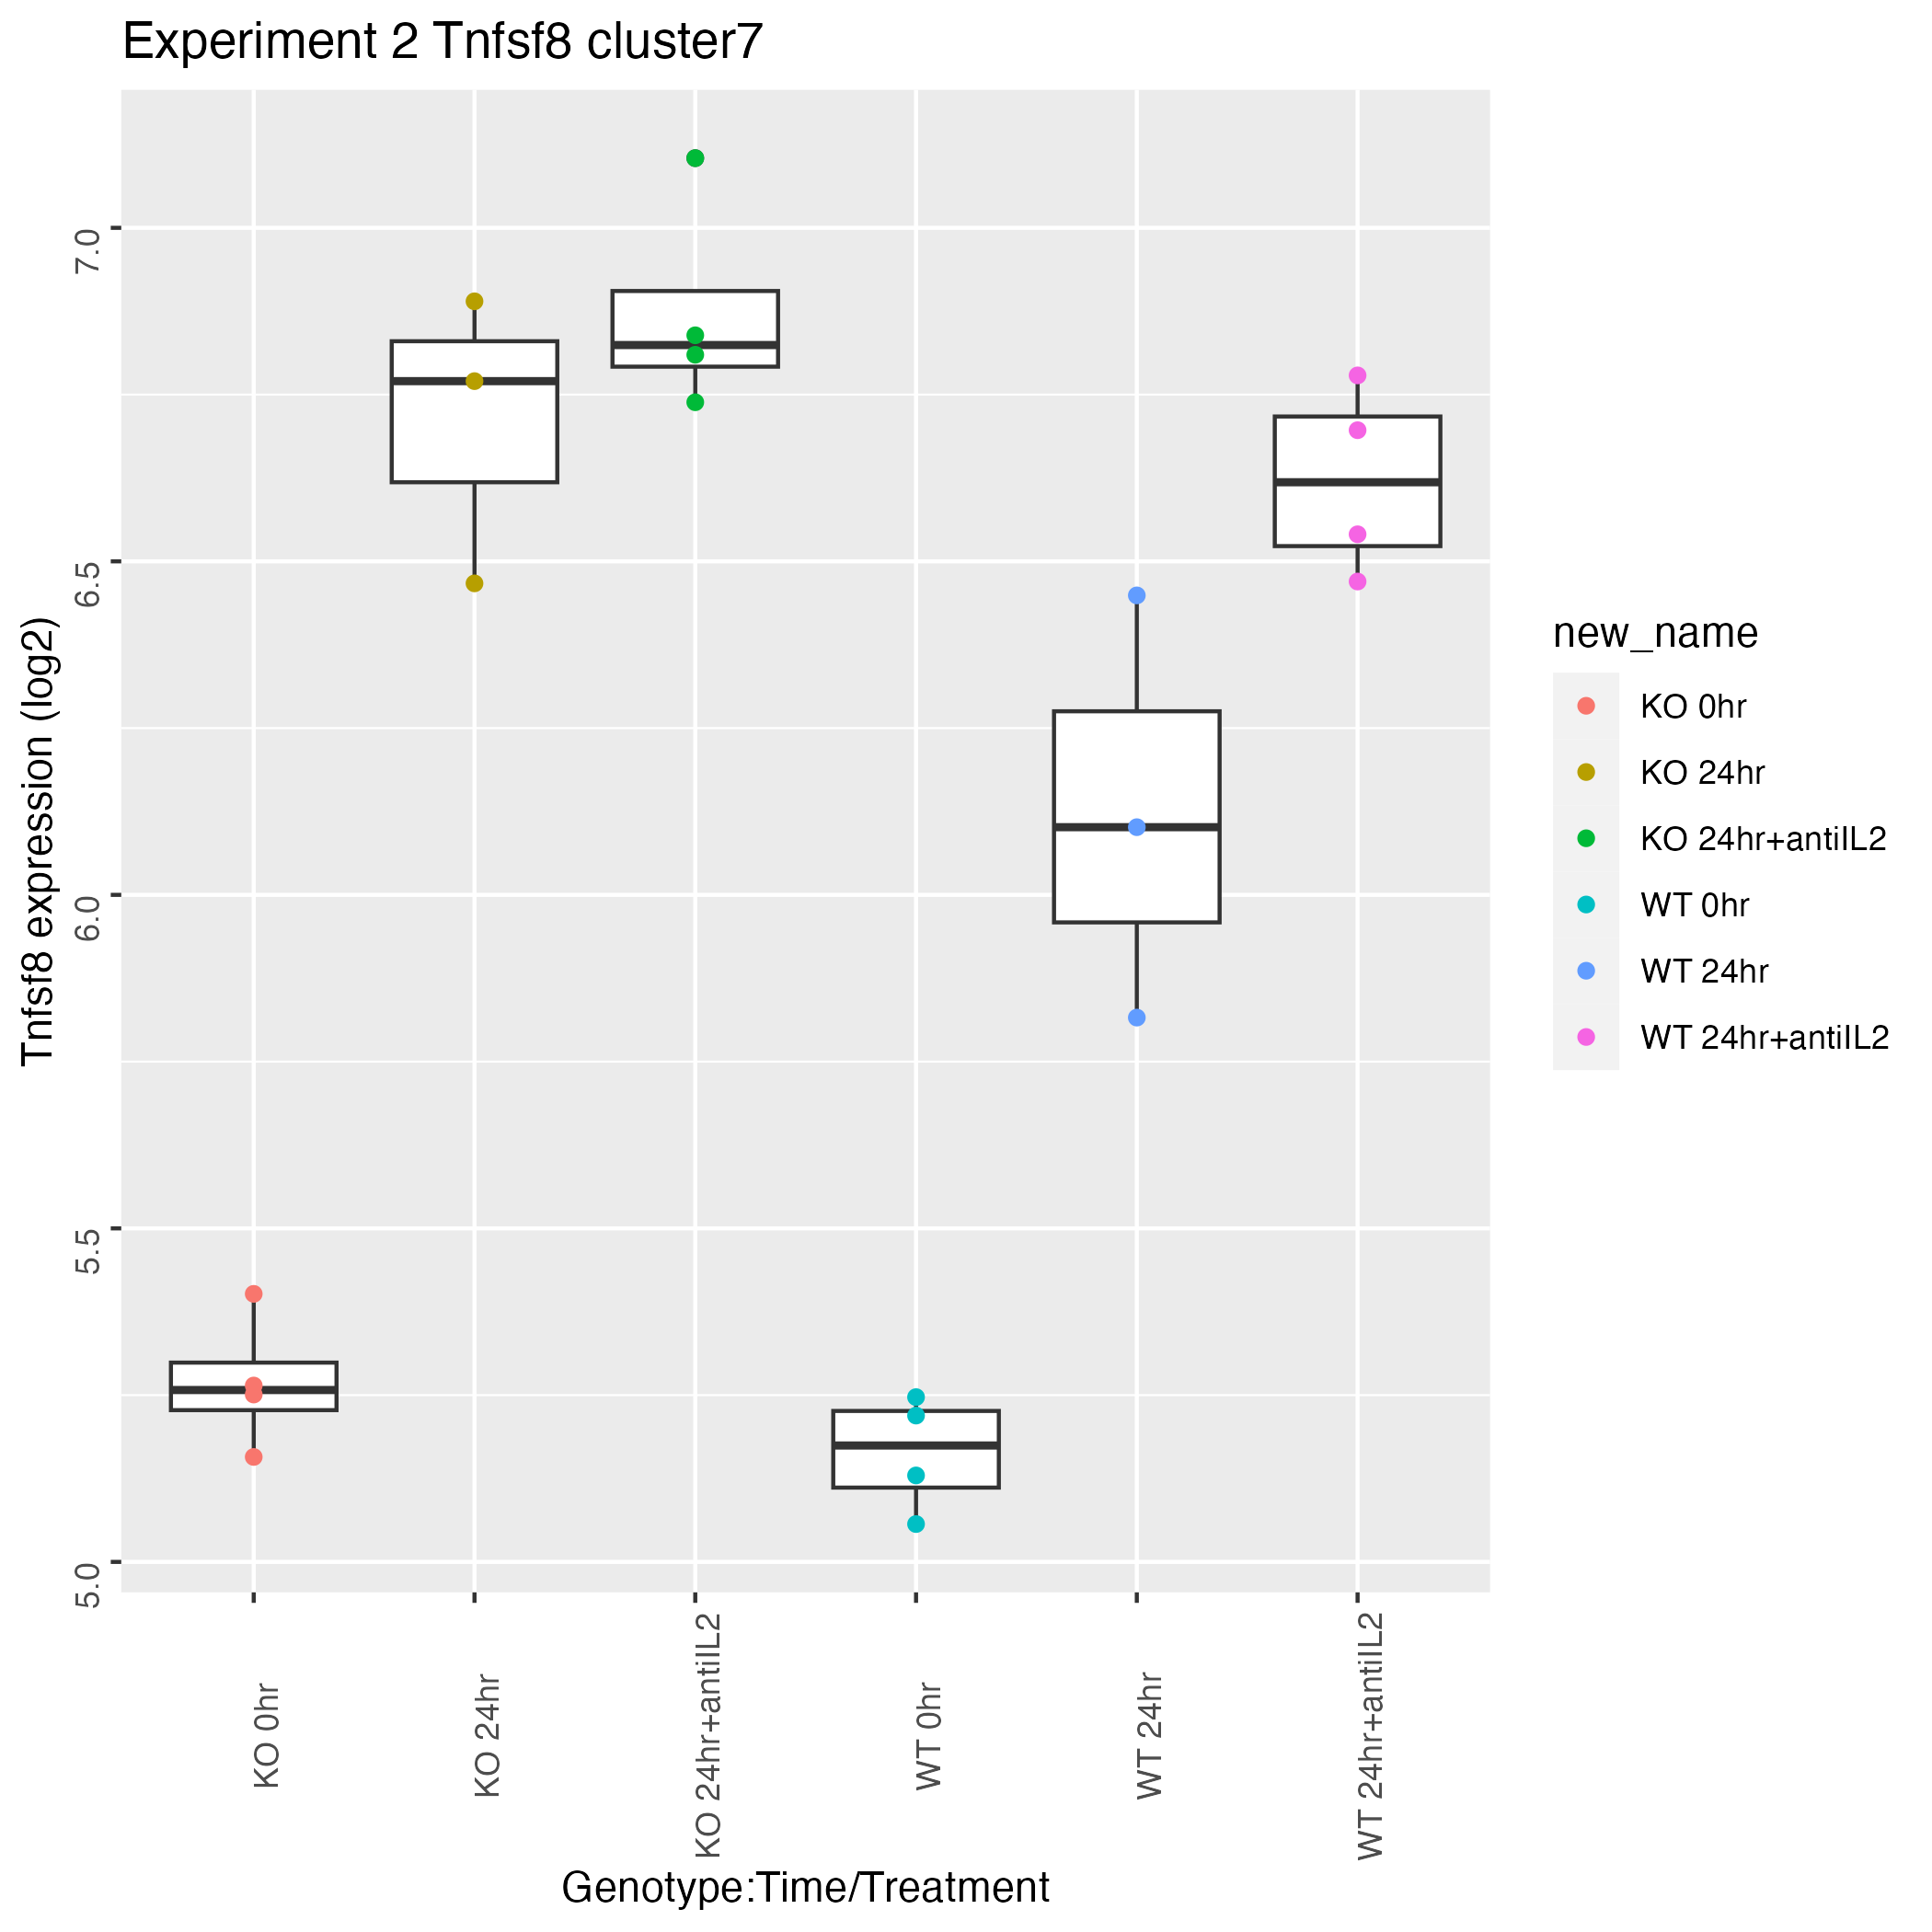 Experiment 2 Tnfsf8 cluster7
Tnfsf8 expression (log2)
7.0
6.5
6.0
5.5
5.0
KO 0hr
KO 24hr
KO 24hr+antiIL2
WT 0hr
WT 24hr
WT 24hr+antiIL2
Genotype:Time/Treatment
new_name
KO 0hr
KO 24hr
KO 24hr+antiIL2
WT 0hr
WT 24hr
WT 24hr+antiIL2